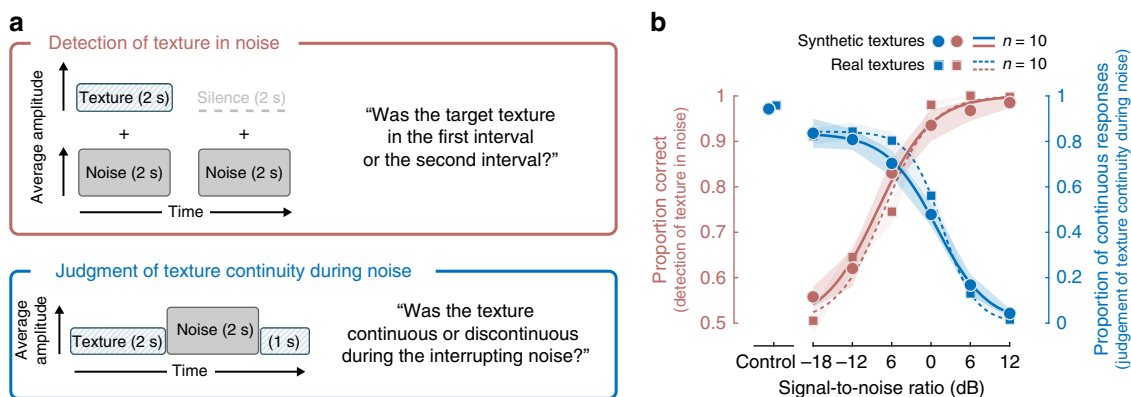 a
Detection of texture in noise
Average amplitude
Texture (2 s)
Silence (2 s)
+
+
Noise (2 s)
Noise (2 s)
Time
“Was the target texture
in the first interval
or the second interval?”
Judgment of texture continuity during noise
Average
amplitude
Texture (2 s)
Noise (2 s)
(1 s)
Time
“Was the texture
continuous or discontinuous
during the interrupting noise?”
b
Synthetic textures
n = 10
Real textures
n = 10
Proportion correct
(detection of texture in noise)
1
0.9
0.8
0.7
0.6
0.5
1
0.8
0.6
0.4
0.2
0
Proportion of continuous responses
(judgement of texture continuity during noise)
Control
–18
–12
6
0
6
12
Signal-to-noise ratio (dB)